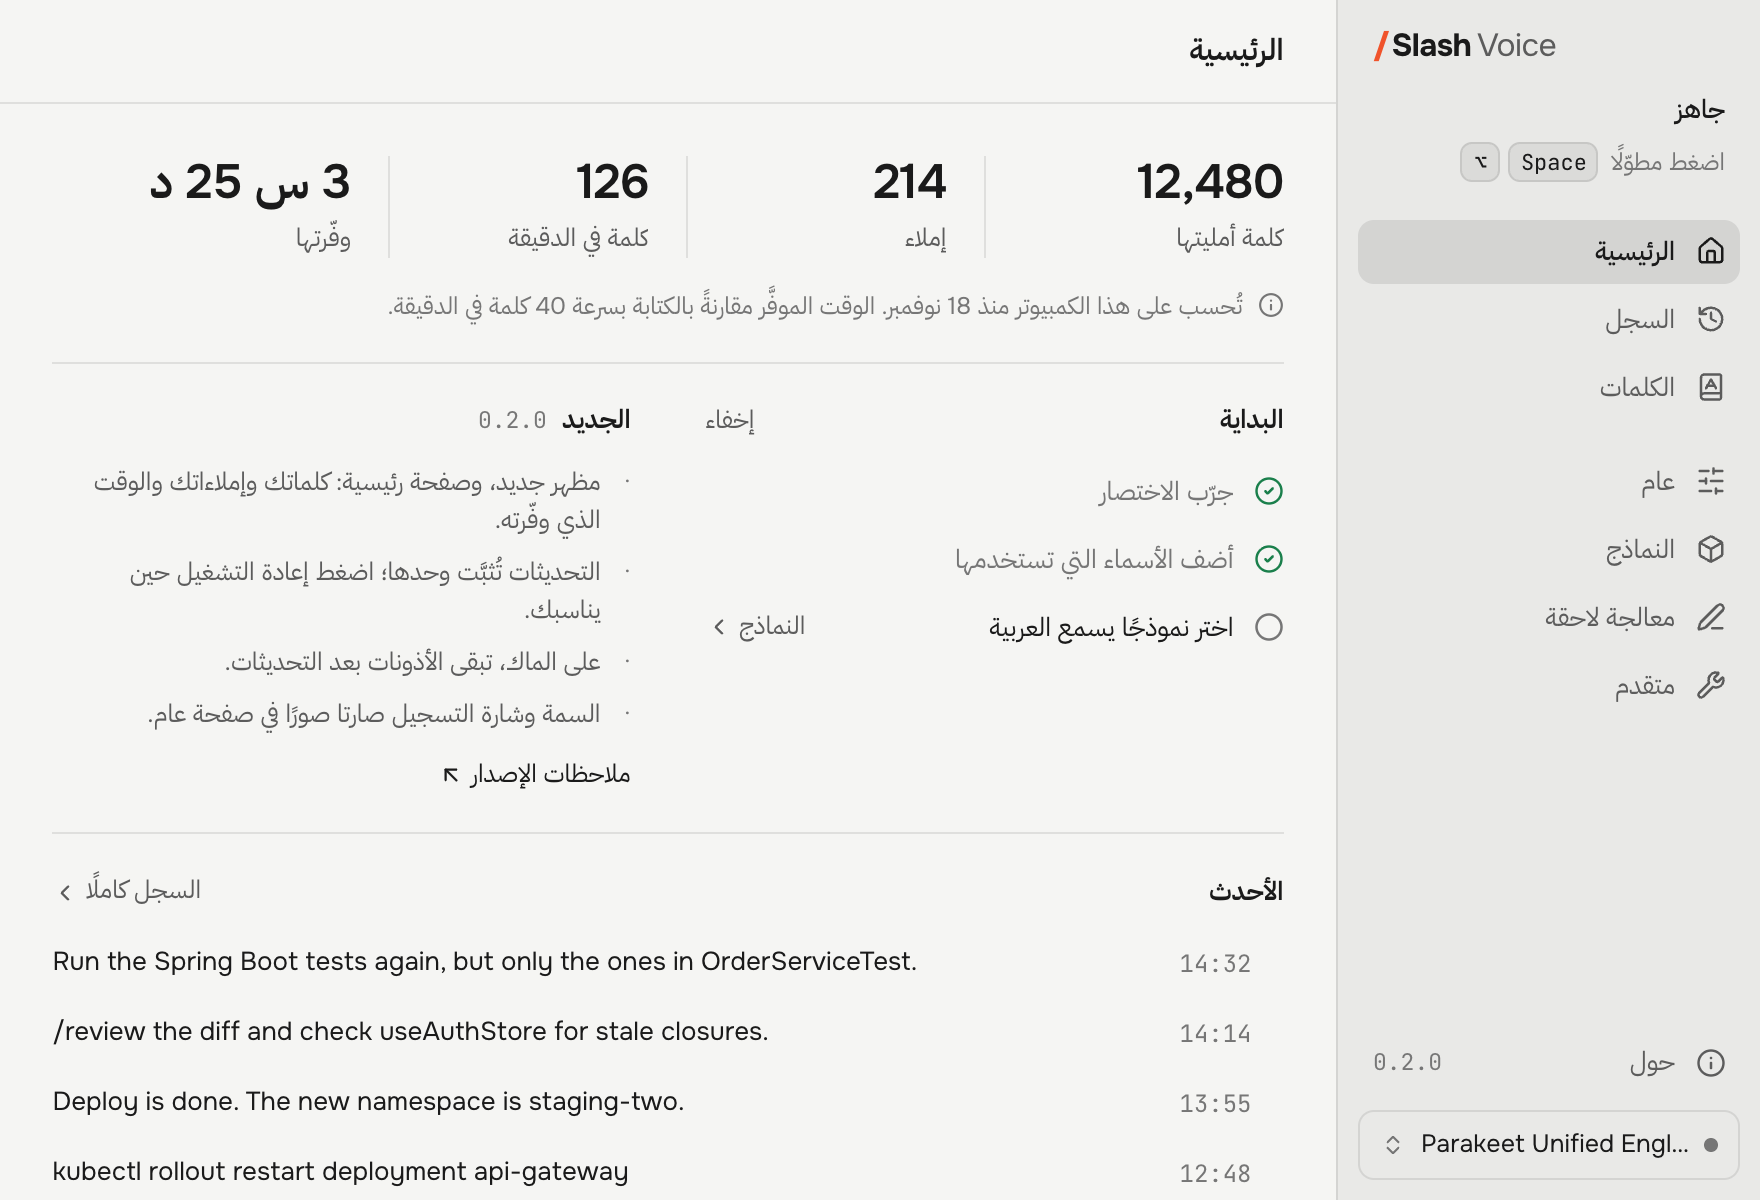 /Slash Voice
جاهز
اضغط مطوّلًا Space ⌥
الرئيسية
السجل
الكلمات
عام
النماذج
معالجة لاحقة
متقدم
حول 0.2.0
Parakeet Unified Engl...
الرئيسية
12,480
كلمة أمليتها
214
إملاء
126
كلمة في الدقيقة
3 س 25 د
وفّرتها
تُحسب على هذا الكمبيوتر منذ 18 نوفمبر. الوقت الموفَّر مقارنةً بالكتابة بسرعة 40 كلمة في الدقيقة.
البداية إخفاء
جرّب الاختصار
أضف الأسماء التي تستخدمها
اختر نموذجًا يسمع العربية النماذج
الجديد 0.2.0
· مظهر جديد، وصفحة رئيسية: كلماتك وإملاءاتك والوقت
الذي وفّرته.
· التحديثات تُثبَّت وحدها؛ اضغط إعادة التشغيل حين
يناسبك.
· على الماك، تبقى الأذونات بعد التحديثات.
· السمة وشارة التسجيل صارتا صورًا في صفحة عام.
ملاحظات الإصدار
الأحدث السجل كاملًا
14:32 Run the Spring Boot tests again, but only the ones in OrderServiceTest.
14:14 /review the diff and check useAuthStore for stale closures.
13:55 Deploy is done. The new namespace is staging-two.
12:48 kubectl rollout restart deployment api-gateway